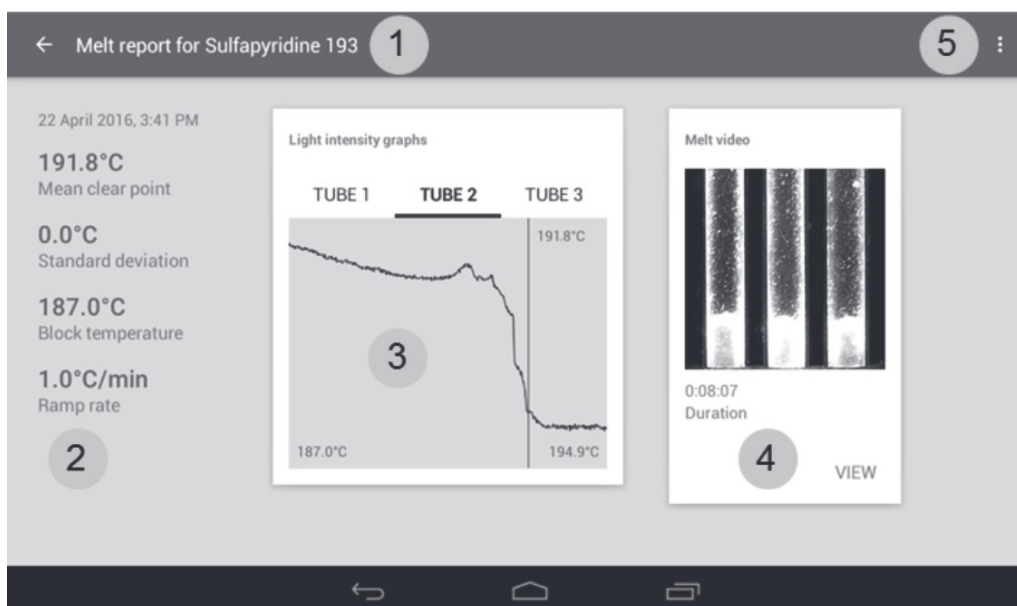 Melt report for Sulfapyridine 193
1
5
22 April 2016, 3:41 PM
191.8°C
Mean clear point
0.0°C
Standard deviation
187.0°C
Block temperature
1.0°C/min
Ramp rate
2
Light intensity graphs
TUBE 1 TUBE 2 TUBE 3
191.8°C
3
187.0°C 194.9°C
Melt video
0:08:07
Duration
4
VIEW